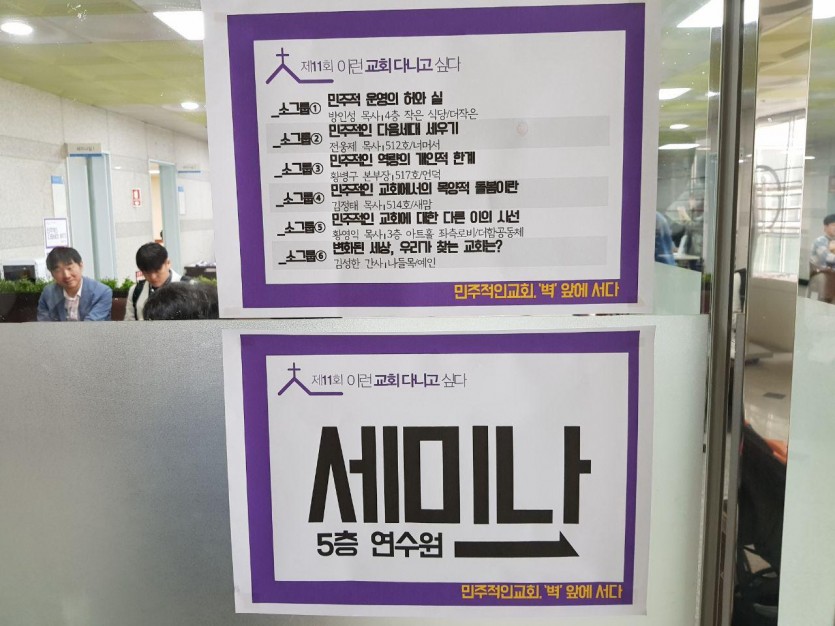 제11회 이런 교회 다니고 싶다
_소그룹① 민주적 운영의 허와 실
방인성 목사 | 4층 작은 식당/더작은
_소그룹② 민주적인 다음세대 세우기
전웅제 목사 | 512호/너머서
_소그룹③ 민주적인 역량의 개인적 한계
황병구 본부장 | 517호/언덕
_소그룹④ 민주적인 교회에서의 목양적 돌봄이란
김정태 목사 | 514호/새맘
_소그룹⑤ 민주적인 교회에 대한 다른 이의 시선
황영익 목사 | 3층 아트홀 좌측로비/더함공동체
_소그룹⑥ 변화된 세상, 우리가 찾는 교회는?
김성한 간사 | 나들목/예인
민주적인교회, '벽' 앞에 서다
제11회 이런 교회 다니고 싶다
세미나
5층 연수원
민주적인교회, '벽' 앞에 서다